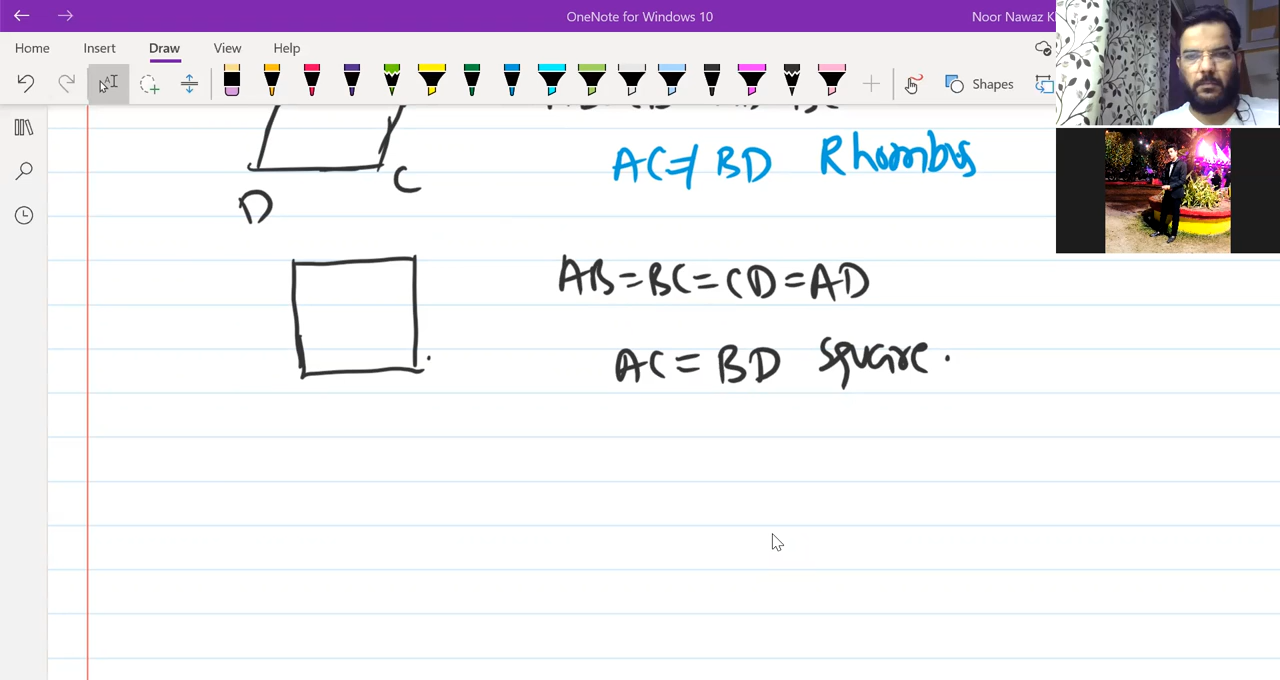 OneNote for Windows 10
Noor Nawaz K
Home Insert Draw View Help
Shapes
AC ≠ BD Rhombus
C
D
AB = BC = CD = AD
AC = BD Square.